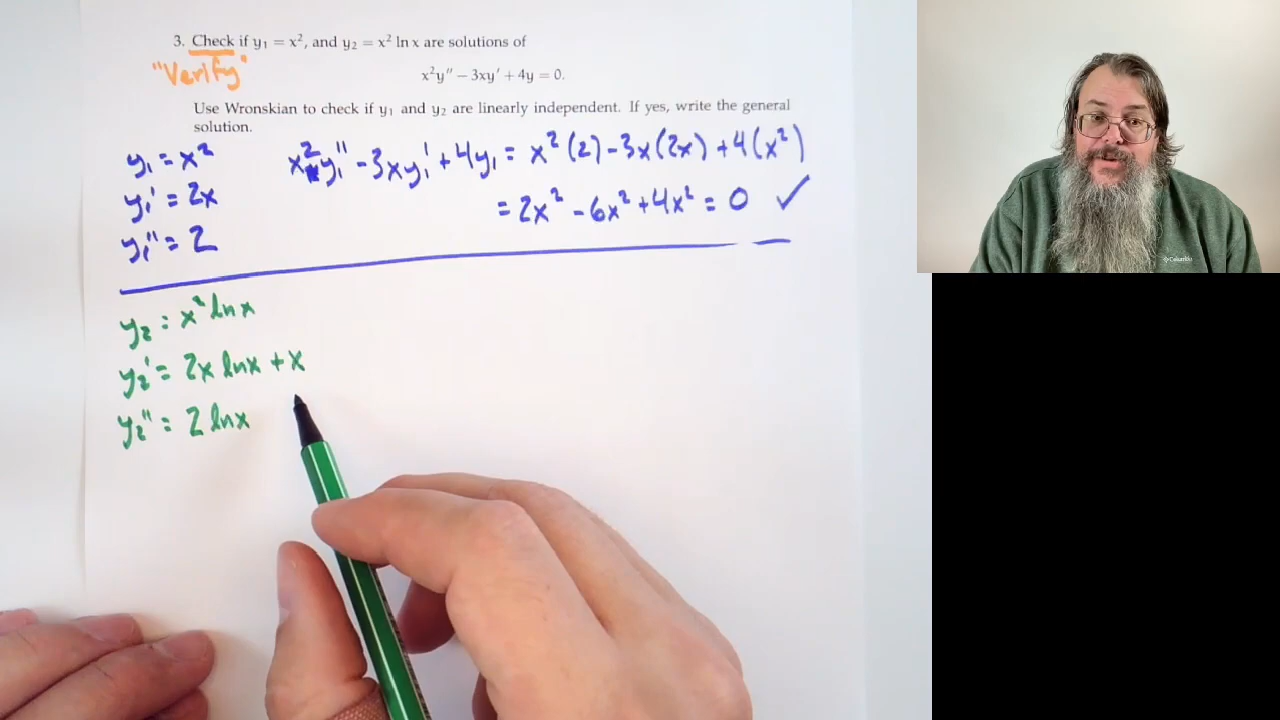 3. Check if y₁ = x², and y₂ = x² ln x are solutions of
"Verify"
x²y″ − 3xy′ + 4y = 0.
Use Wronskian to check if y₁ and y₂ are linearly independent. If yes, write the general
solution.
y₁ = x²
x²y₁″ − 3xy₁′ + 4y₁ = x²(2) − 3x(2x) + 4(x²)
y₁′ = 2x
= 2x² − 6x² + 4x² = 0 ✓
y₁″ = 2
y₂ = x² ln x
y₂′ = 2x ln x + x
y₂″ = 2 ln x